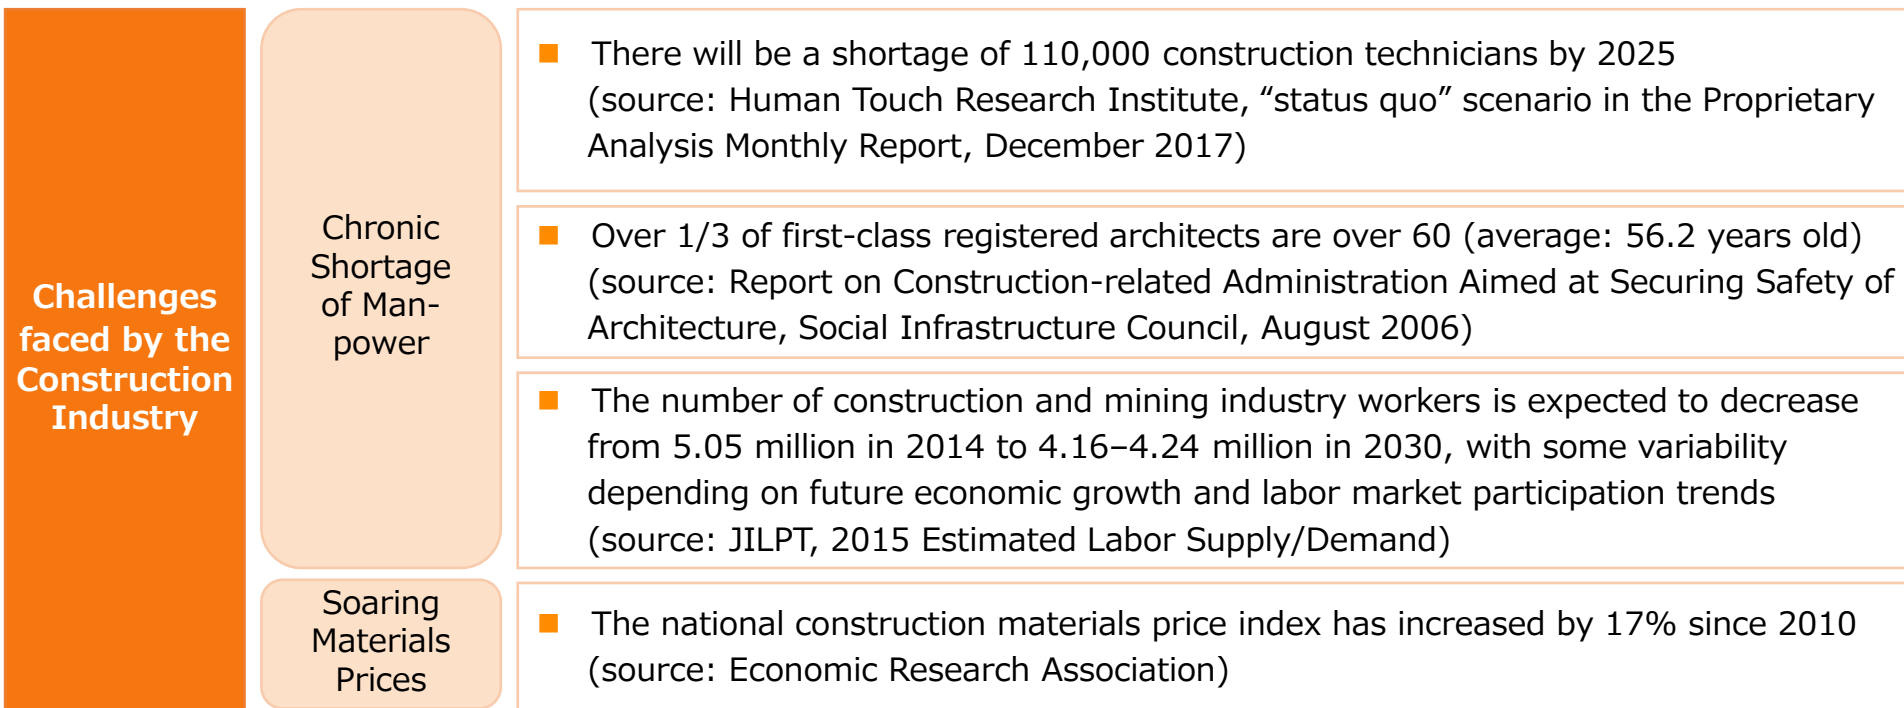 Challenges
faced by the
Construction
Industry
Chronic
Shortage
of Man-
power
■ There will be a shortage of 110,000 construction technicians by 2025
(source: Human Touch Research Institute, “status quo” scenario in the Proprietary
Analysis Monthly Report, December 2017)
■ Over 1/3 of first-class registered architects are over 60 (average: 56.2 years old)
(source: Report on Construction-related Administration Aimed at Securing Safety of
Architecture, Social Infrastructure Council, August 2006)
■ The number of construction and mining industry workers is expected to decrease
from 5.05 million in 2014 to 4.16–4.24 million in 2030, with some variability
depending on future economic growth and labor market participation trends
(source: JILPT, 2015 Estimated Labor Supply/Demand)
Soaring
Materials
Prices
■ The national construction materials price index has increased by 17% since 2010
(source: Economic Research Association)